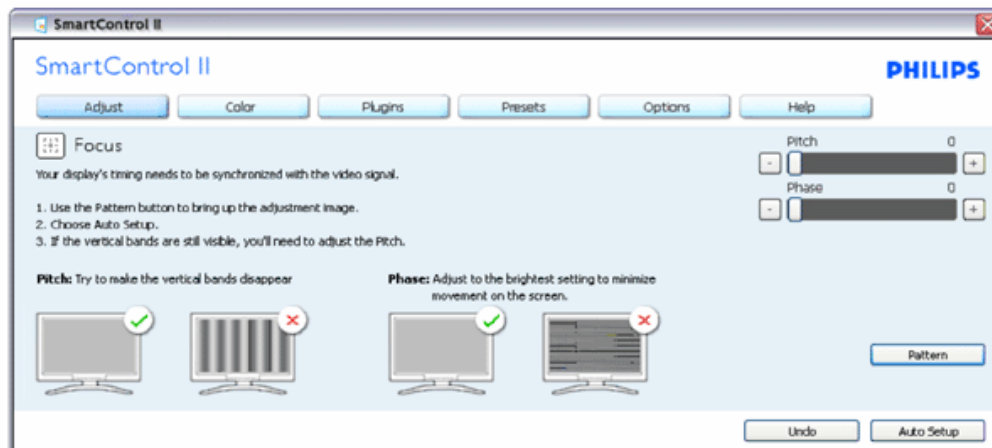 SmartControl II
SmartControl II
PHILIPS
Adjust Color Plugins Presets Options Help
Focus
Your display's timing needs to be synchronized with the video signal.
1. Use the Pattern button to bring up the adjustment image.
2. Choose Auto Setup.
3. If the vertical bands are still visible, you'll need to adjust the Pitch.
Pitch 0
- +
Phase 0
- +
Pitch: Try to make the vertical bands disappear
Phase: Adjust to the brightest setting to minimize
movement on the screen.
Pattern
Undo Auto Setup